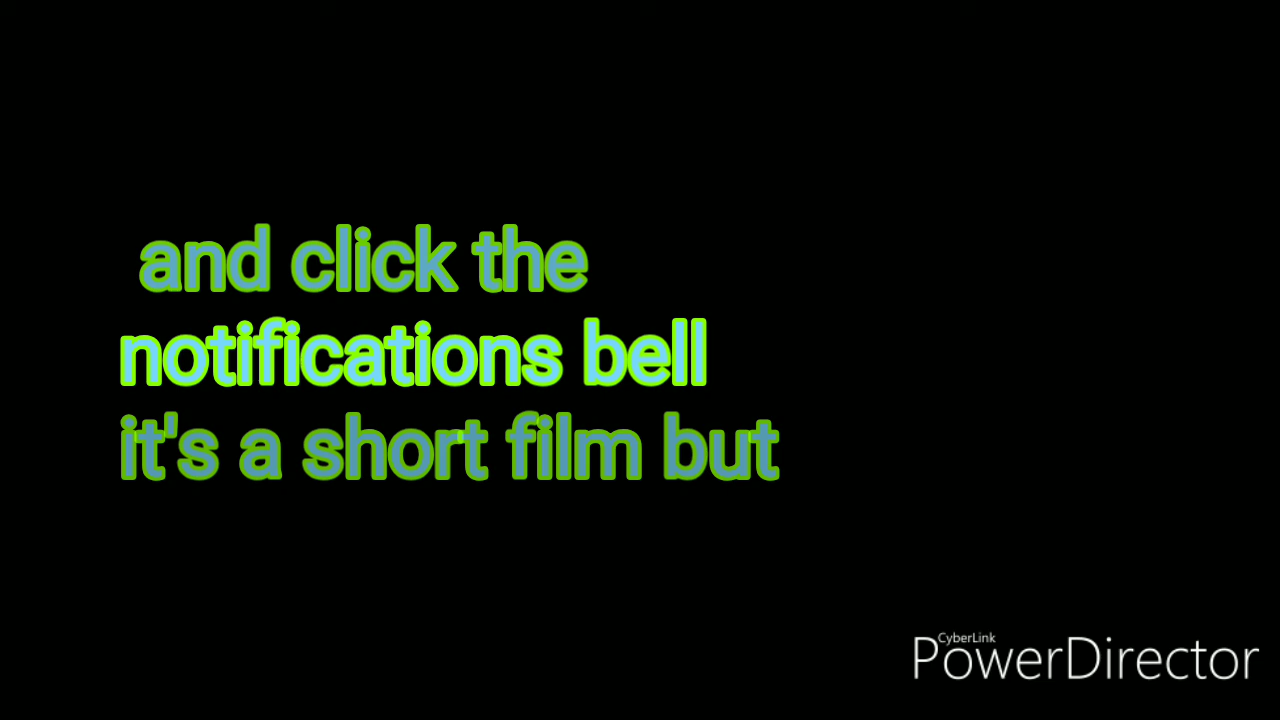 and click the
notifications bell
it's a short film but
CyberLink
PowerDirector